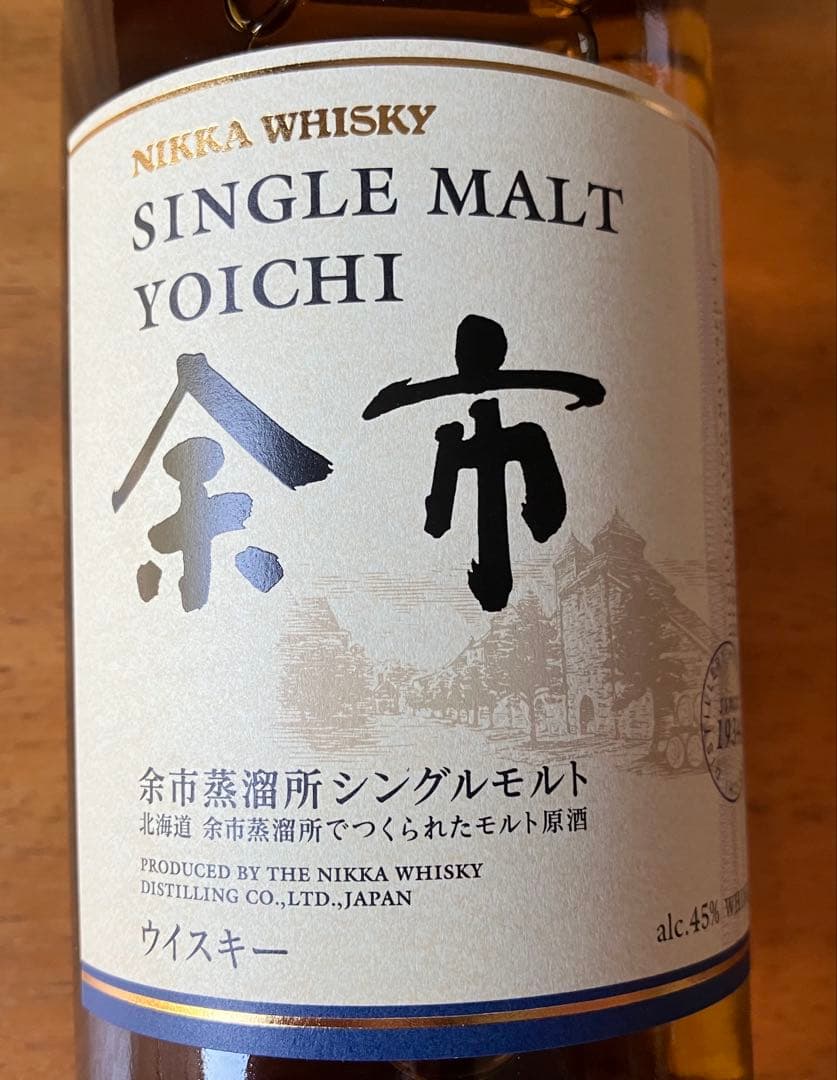 NIKKA WHISKY
SINGLE MALT
YOICHI
余市
余市蒸溜所シングルモルト
北海道 余市蒸溜所でつくられたモルト原酒
PRODUCED BY THE NIKKA WHISKY
DISTILLING CO.,LTD.,JAPAN
ウイスキー
alc.45%